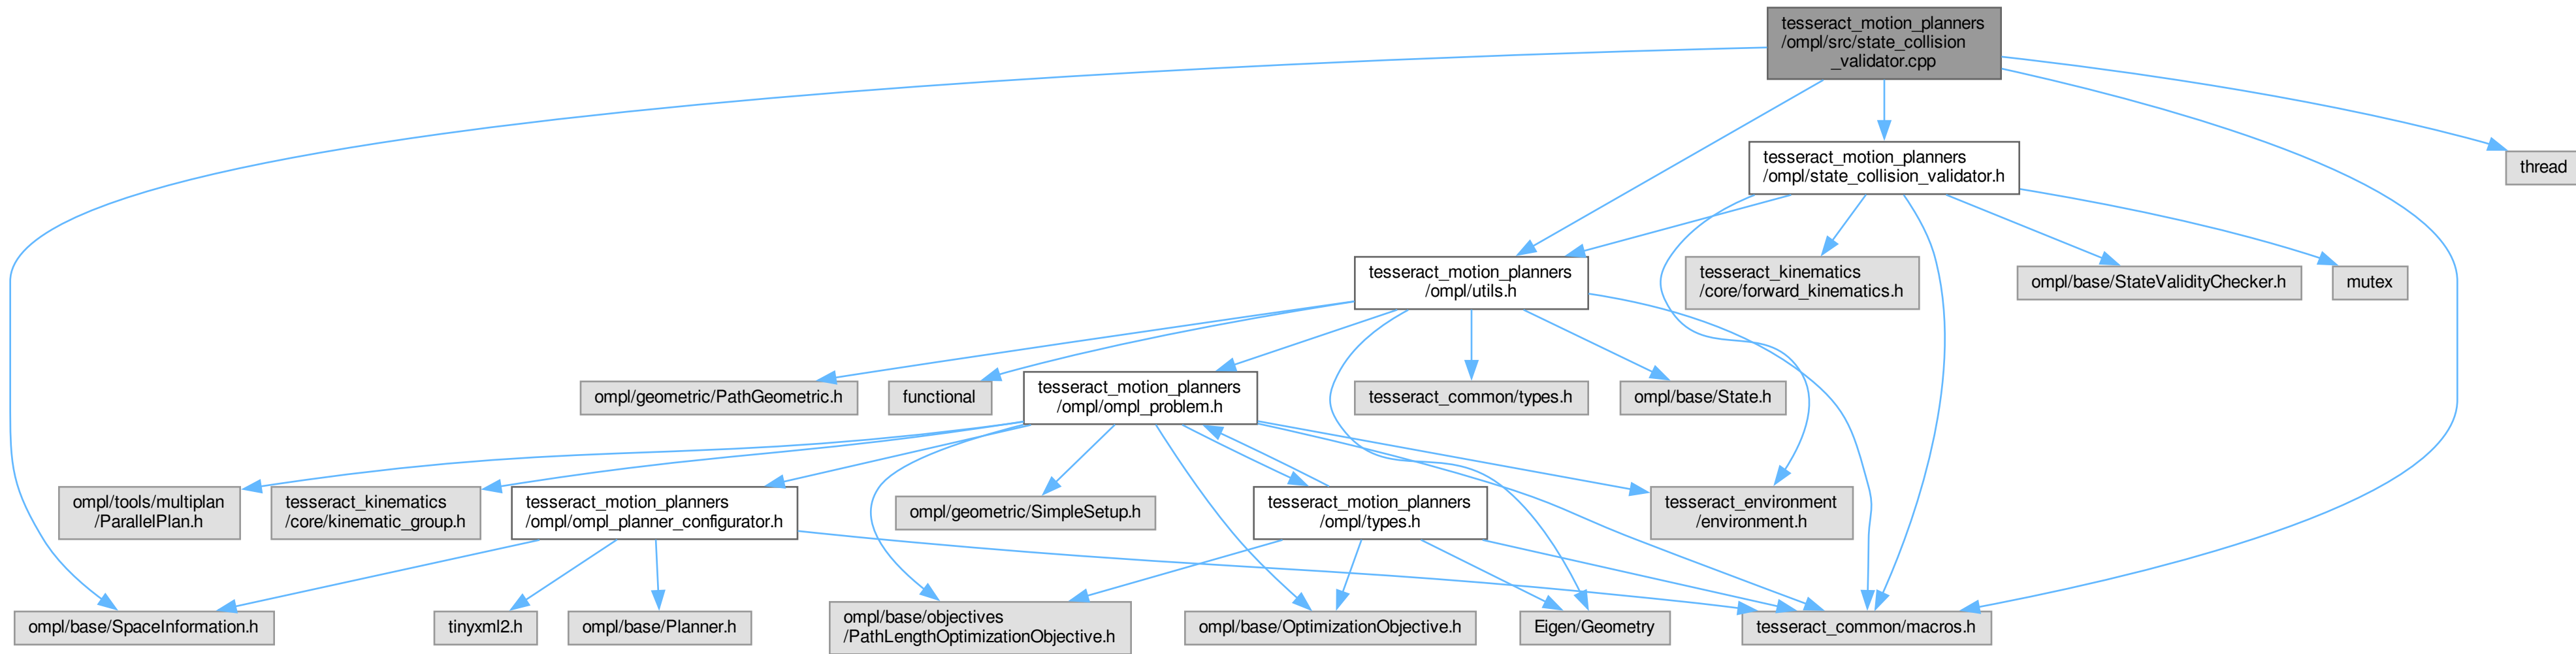 tesseract_motion_planners
/ompl/src/state_collision
_validator.cpp
tesseract_motion_planners
/ompl/state_collision_validator.h
thread
tesseract_motion_planners
/ompl/utils.h
tesseract_kinematics
/core/forward_kinematics.h
ompl/base/StateValidityChecker.h
mutex
ompl/geometric/PathGeometric.h
functional
tesseract_motion_planners
/ompl/ompl_problem.h
tesseract_common/types.h
ompl/base/State.h
ompl/tools/multiplan
/ParallelPlan.h
tesseract_kinematics
/core/kinematic_group.h
tesseract_motion_planners
/ompl/ompl_planner_configurator.h
ompl/geometric/SimpleSetup.h
tesseract_motion_planners
/ompl/types.h
tesseract_environment
/environment.h
ompl/base/SpaceInformation.h
tinyxml2.h
ompl/base/Planner.h
ompl/base/objectives
/PathLengthOptimizationObjective.h
ompl/base/OptimizationObjective.h
Eigen/Geometry
tesseract_common/macros.h